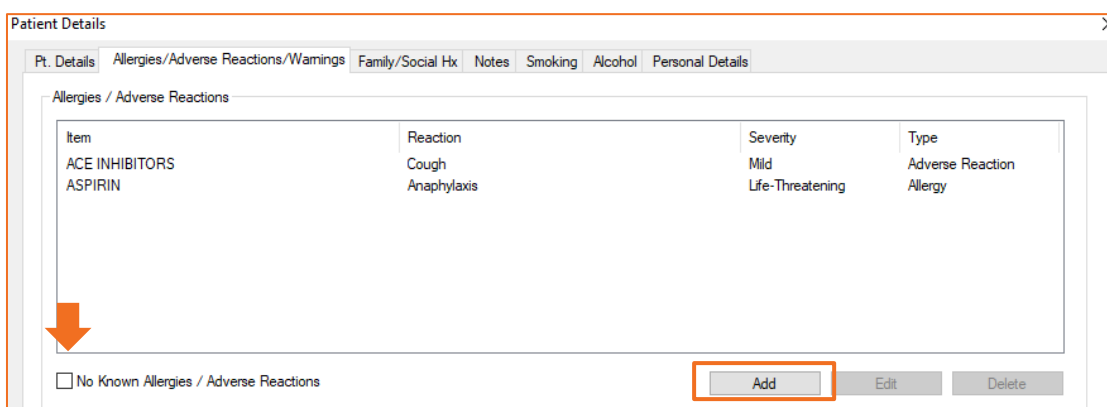 Patient Details
Pt. Details Allergies/Adverse Reactions/Warnings Family/Social Hx Notes Smoking Alcohol Personal Details
Allergies / Adverse Reactions
Item Reaction Severity Type
ACE INHIBITORS Cough Mild Adverse Reaction
ASPIRIN Anaphylaxis Life-Threatening Allergy
No Known Allergies / Adverse Reactions Add Edit Delete